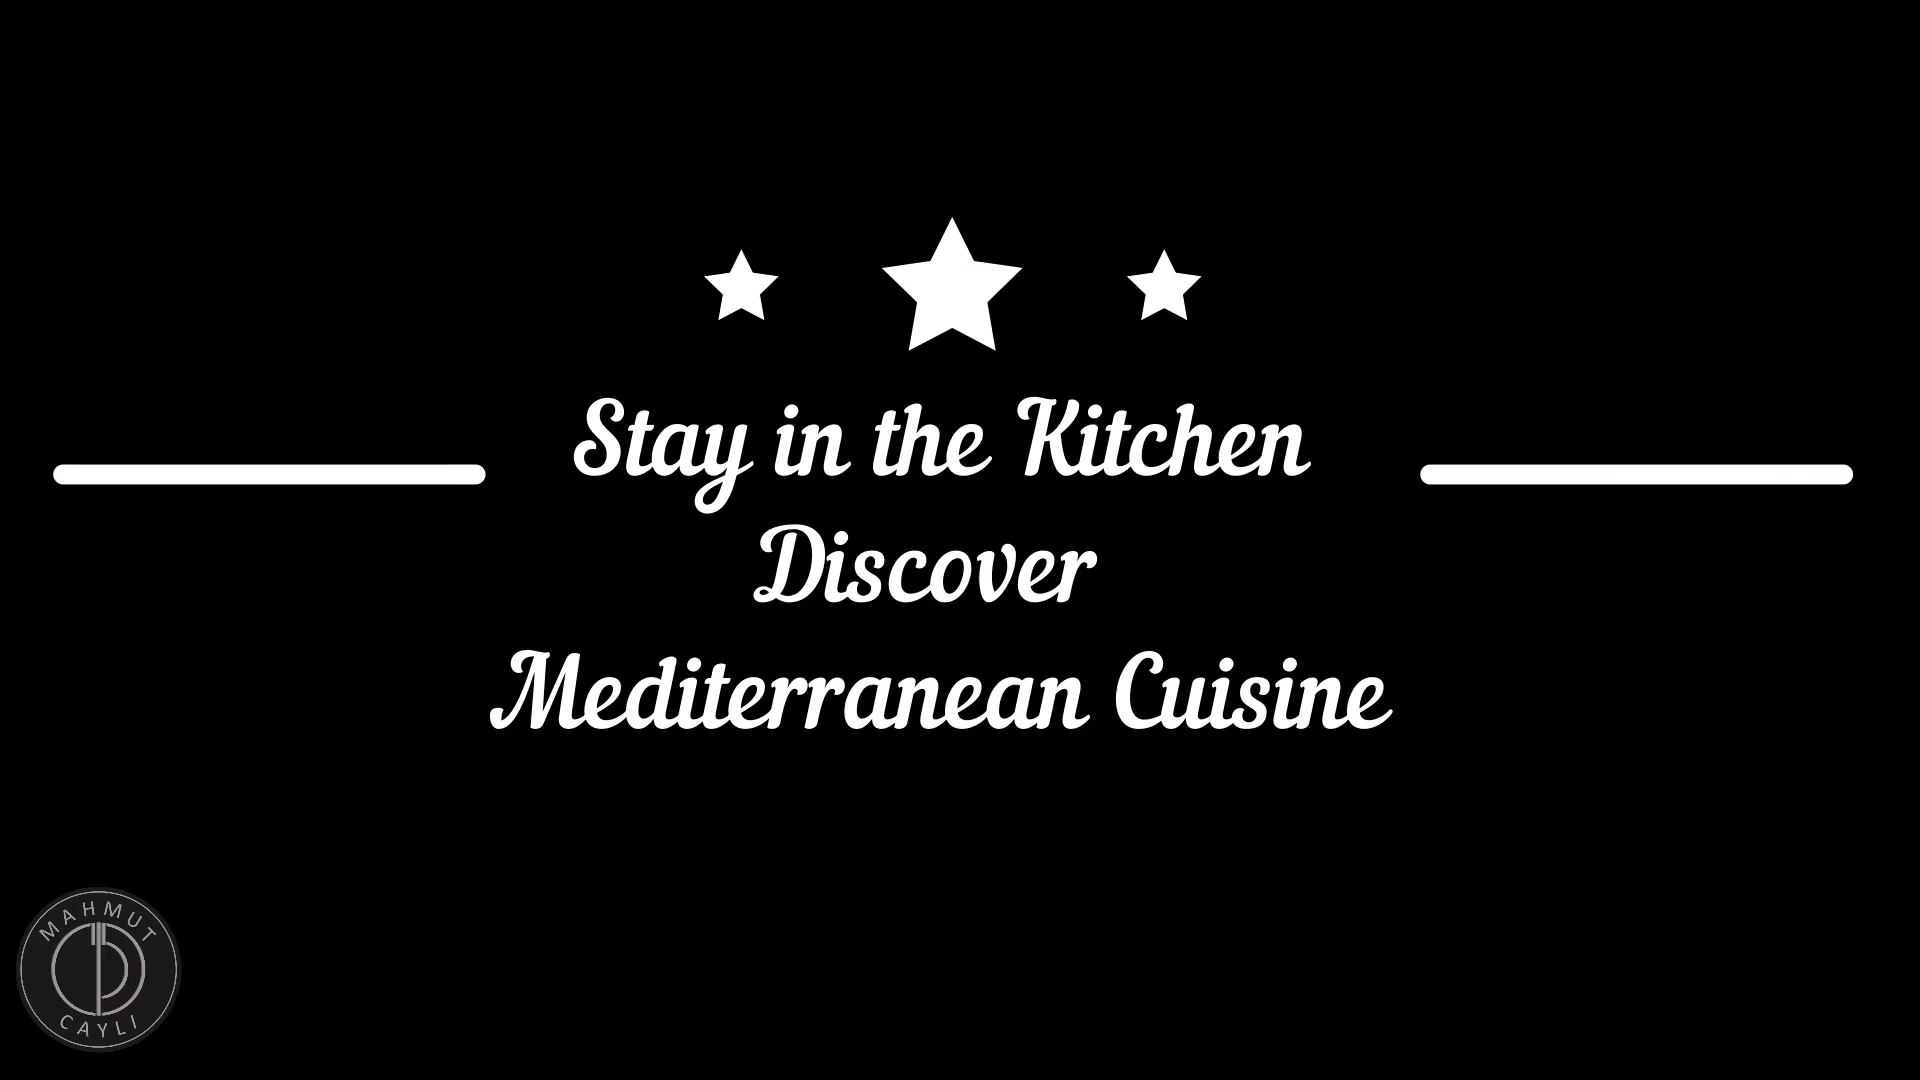 Stay in the Kitchen
Discover
Mediterranean Cuisine
MAHMUT
CAYLI